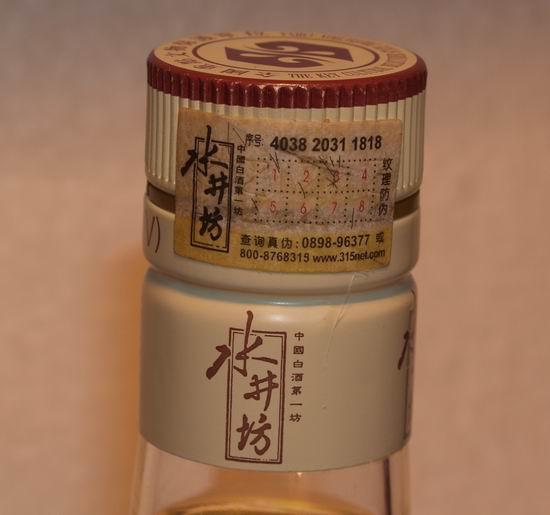 THE KEY
序号: 4038 2031 1818
水井坊
中國白酒第一坊
1 2 3 4
5 6 7 8
纹理防伪
查询真伪:0898-96377 或
800-8768315 www.315net.com
水井坊
中國白酒第一坊